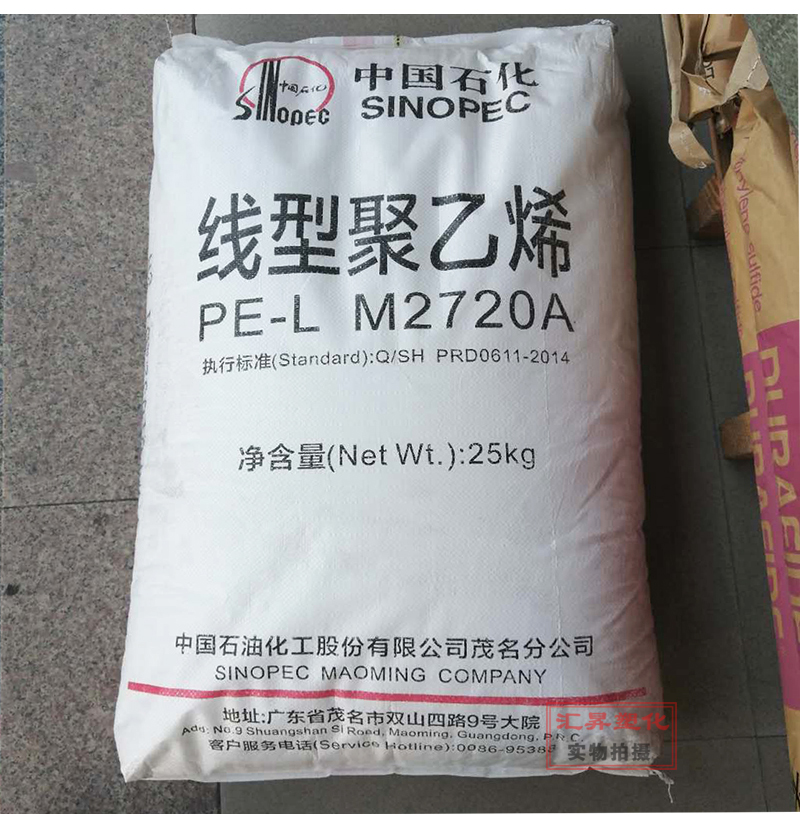 中国石化
SINOPEC
中国石化
SINOPEC
线型聚乙烯
PE-L M2720A
执行标准(Standard):Q/SH PRD0611-2014
净含量(Net Wt.):25kg
中国石油化工股份有限公司茂名分公司
SINOPEC MAOMING COMPANY
地址:广东省茂名市双山四路9号大院
Add: No.9 Shuangshan Si Road, Maoming, Guangdong, P.R.C.
客户服务电话(Service Hotline):0086-95388
汇昇塑化
实物拍摄
sulfide
DURACIDE